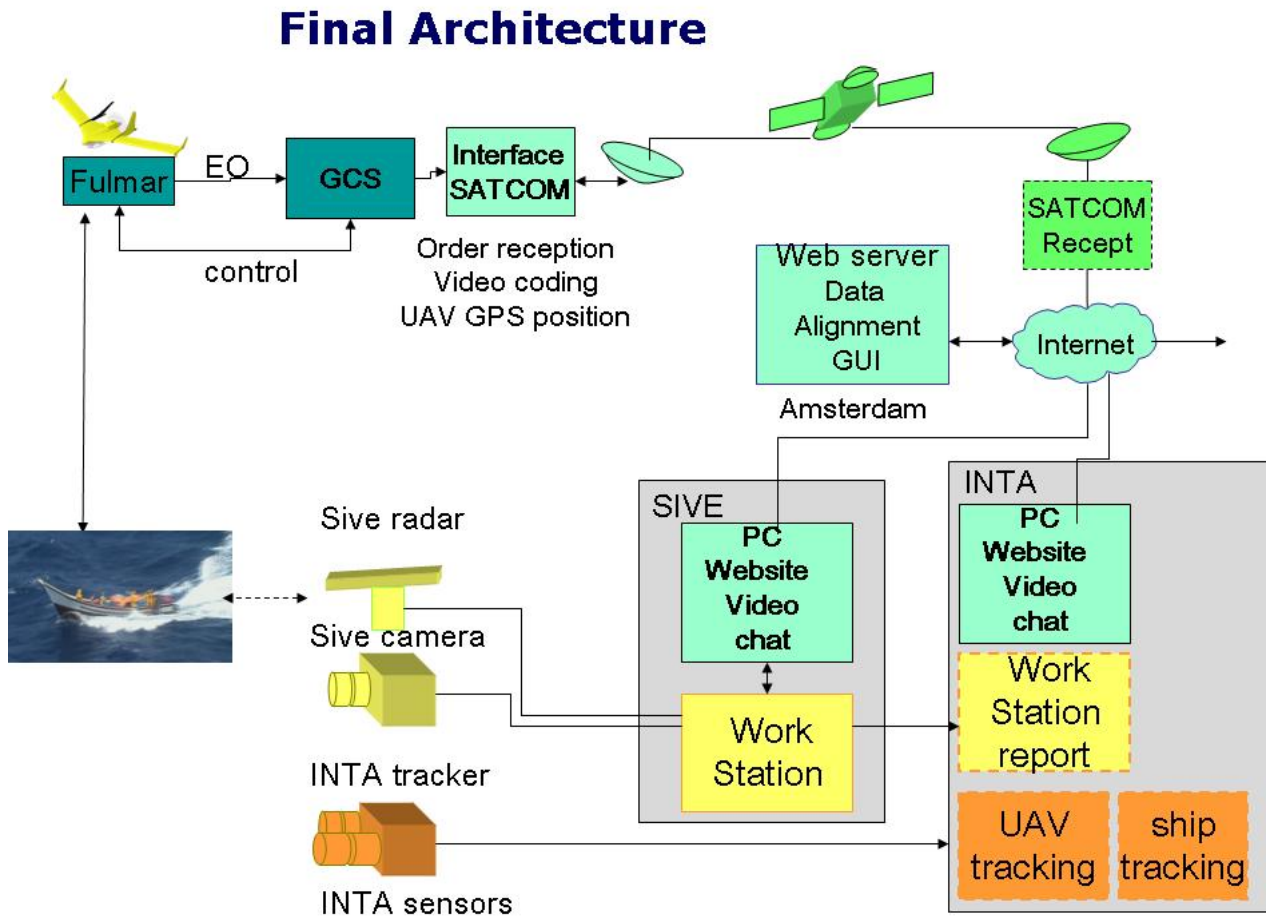 Final Architecture
Fulmar
EO
GCS
Interface
SATCOM
control
Order reception
Video coding
UAV GPS position
SATCOM
Recept
Web server
Data
Alignment
GUI
Internet
Amsterdam
SIVE
PC
Website
Video
chat
Work
Station
INTA
PC
Website
Video
chat
Work
Station
report
UAV
tracking
ship
tracking
Sive radar
Sive camera
INTA tracker
INTA sensors